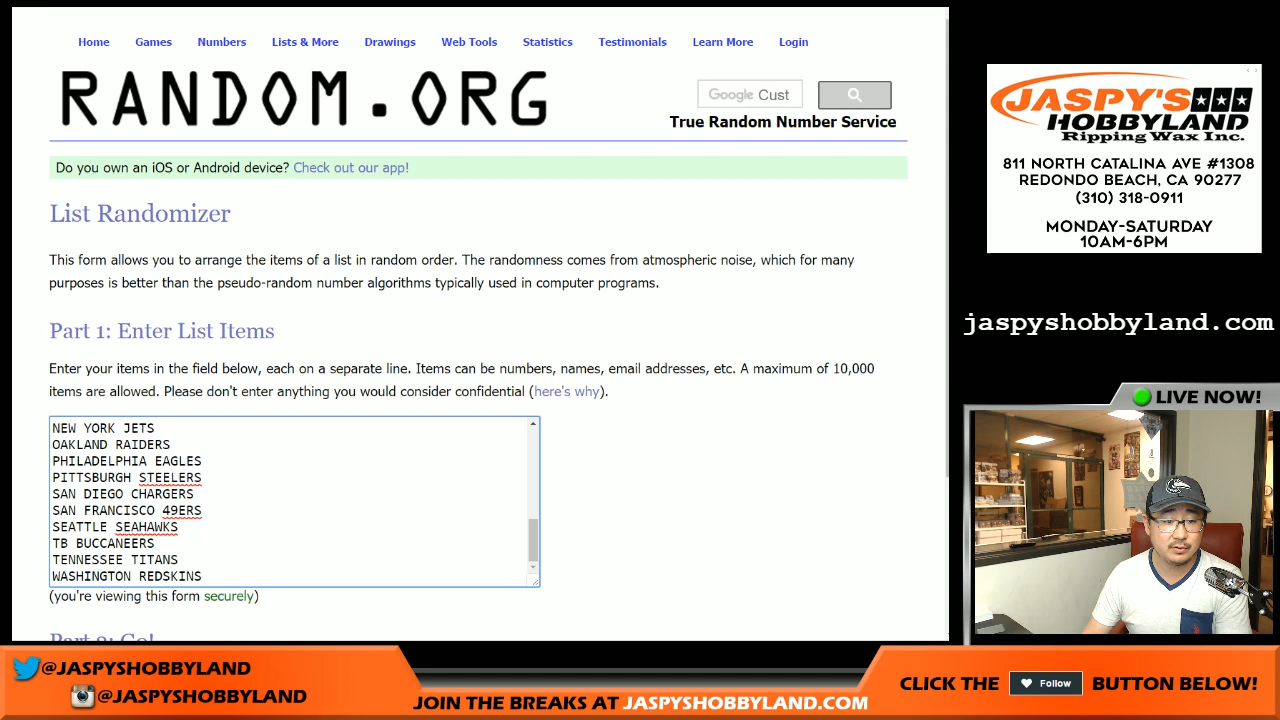 Home Games Numbers Lists & More Drawings Web Tools Statistics Testimonials Learn More Login
RANDOM.ORG
Google Cust
True Random Number Service
Do you own an iOS or Android device? Check out our app!
List Randomizer
This form allows you to arrange the items of a list in random order. The randomness comes from atmospheric noise, which for many
purposes is better than the pseudo-random number algorithms typically used in computer programs.
Part 1: Enter List Items
Enter your items in the field below, each on a separate line. Items can be numbers, names, email addresses, etc. A maximum of 10,000
items are allowed. Please don't enter anything you would consider confidential (here's why).
NEW YORK JETS
OAKLAND RAIDERS
PHILADELPHIA EAGLES
PITTSBURGH STEELERS
SAN DIEGO CHARGERS
SAN FRANCISCO 49ERS
SEATTLE SEAHAWKS
TB BUCCANEERS
TENNESSEE TITANS
WASHINGTON REDSKINS
(you're viewing this form securely)
Part 2: Go!
JASPY'S
HOBBYLAND
Ripping Wax Inc.
811 NORTH CATALINA AVE #1308
REDONDO BEACH, CA 90277
(310) 318-0911
MONDAY-SATURDAY
10AM-6PM
jaspyshobbyland.com
LIVE NOW!
@JASPYSHOBBYLAND
@JASPYSHOBBYLAND
JOIN THE BREAKS AT JASPYSHOBBYLAND.COM
CLICK THE Follow BUTTON BELOW!